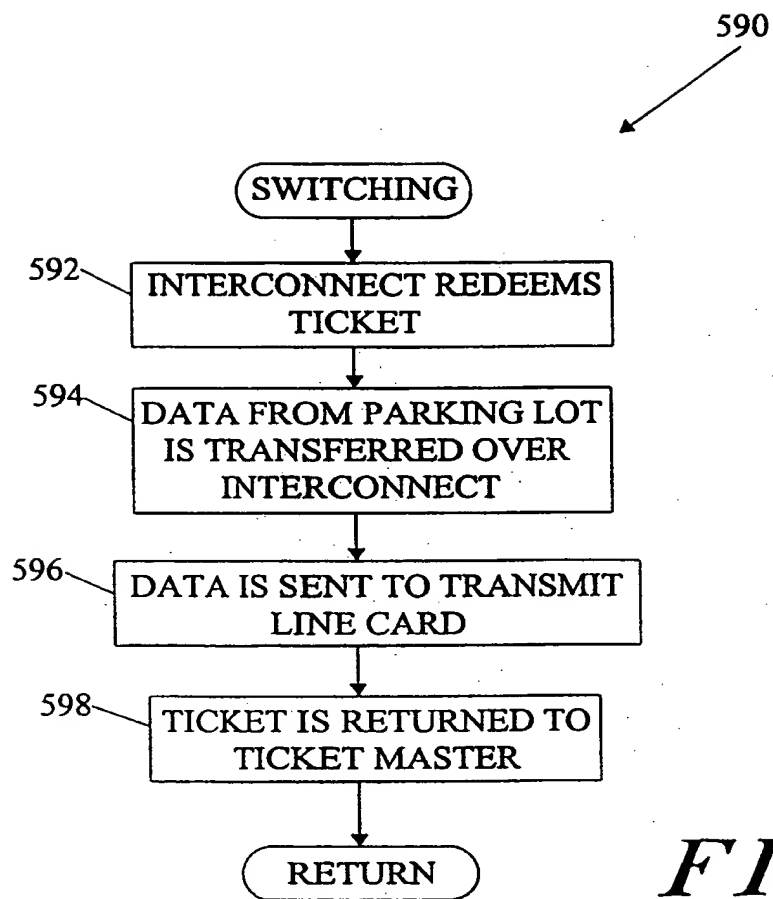 590
SWITCHING
592
INTERCONNECT REDEEMS
TICKET
594
DATA FROM PARKING LOT
IS TRANSFERRED OVER
INTERCONNECT
596
DATA IS SENT TO TRANSMIT
LINE CARD
598
TICKET IS RETURNED TO
TICKET MASTER
RETURN
FI